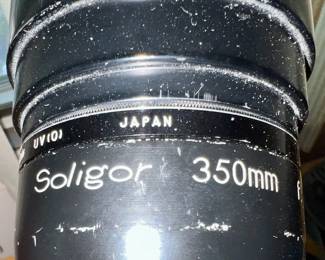 UV(0) JAPAN
Soligor 350mm